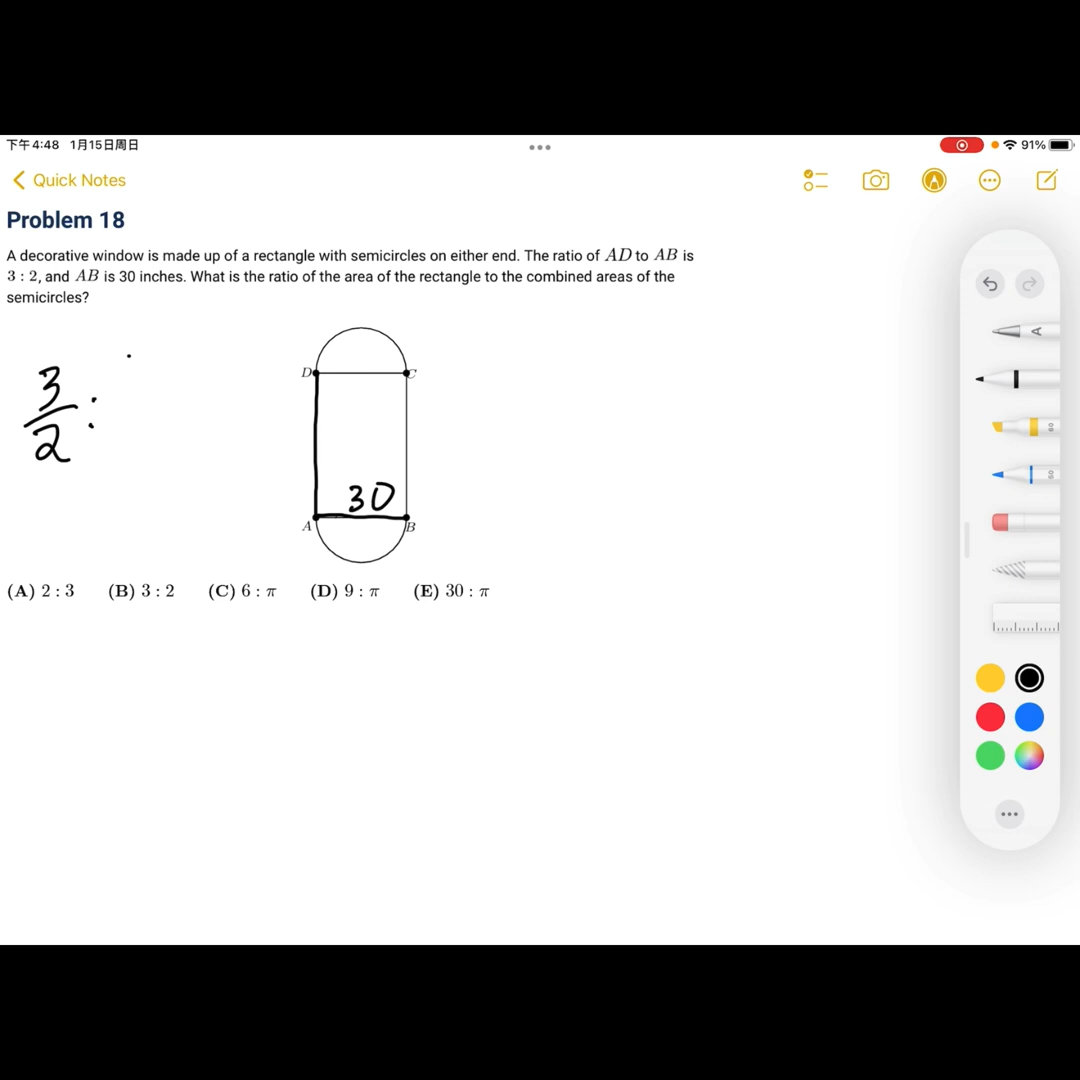 下午4:48 1月15日周日
91%
Quick Notes
Problem 18
A decorative window is made up of a rectangle with semicircles on either end. The ratio of AD to AB is
3 : 2, and AB is 30 inches. What is the ratio of the area of the rectangle to the combined areas of the
semicircles?
3
2 :
D C
30
A B
(A) 2 : 3 (B) 3 : 2 (C) 6 : π (D) 9 : π (E) 30 : π
A
60
50